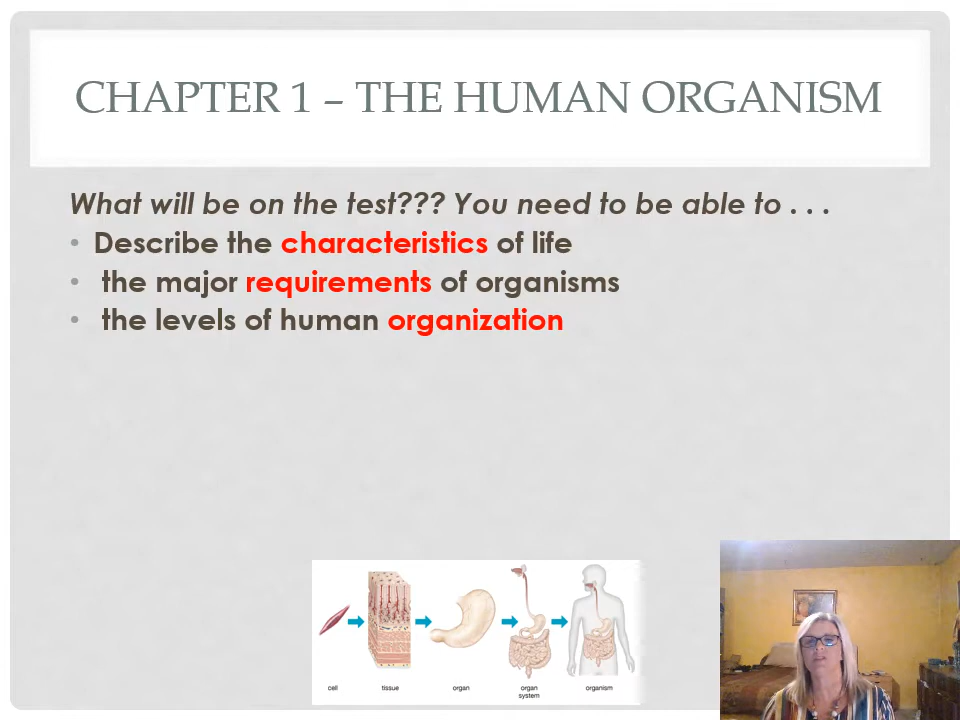 CHAPTER 1 – THE HUMAN ORGANISM
What will be on the test??? You need to be able to . . .
• Describe the characteristics of life
• the major requirements of organisms
• the levels of human organization
cell tissue organ organ system organism